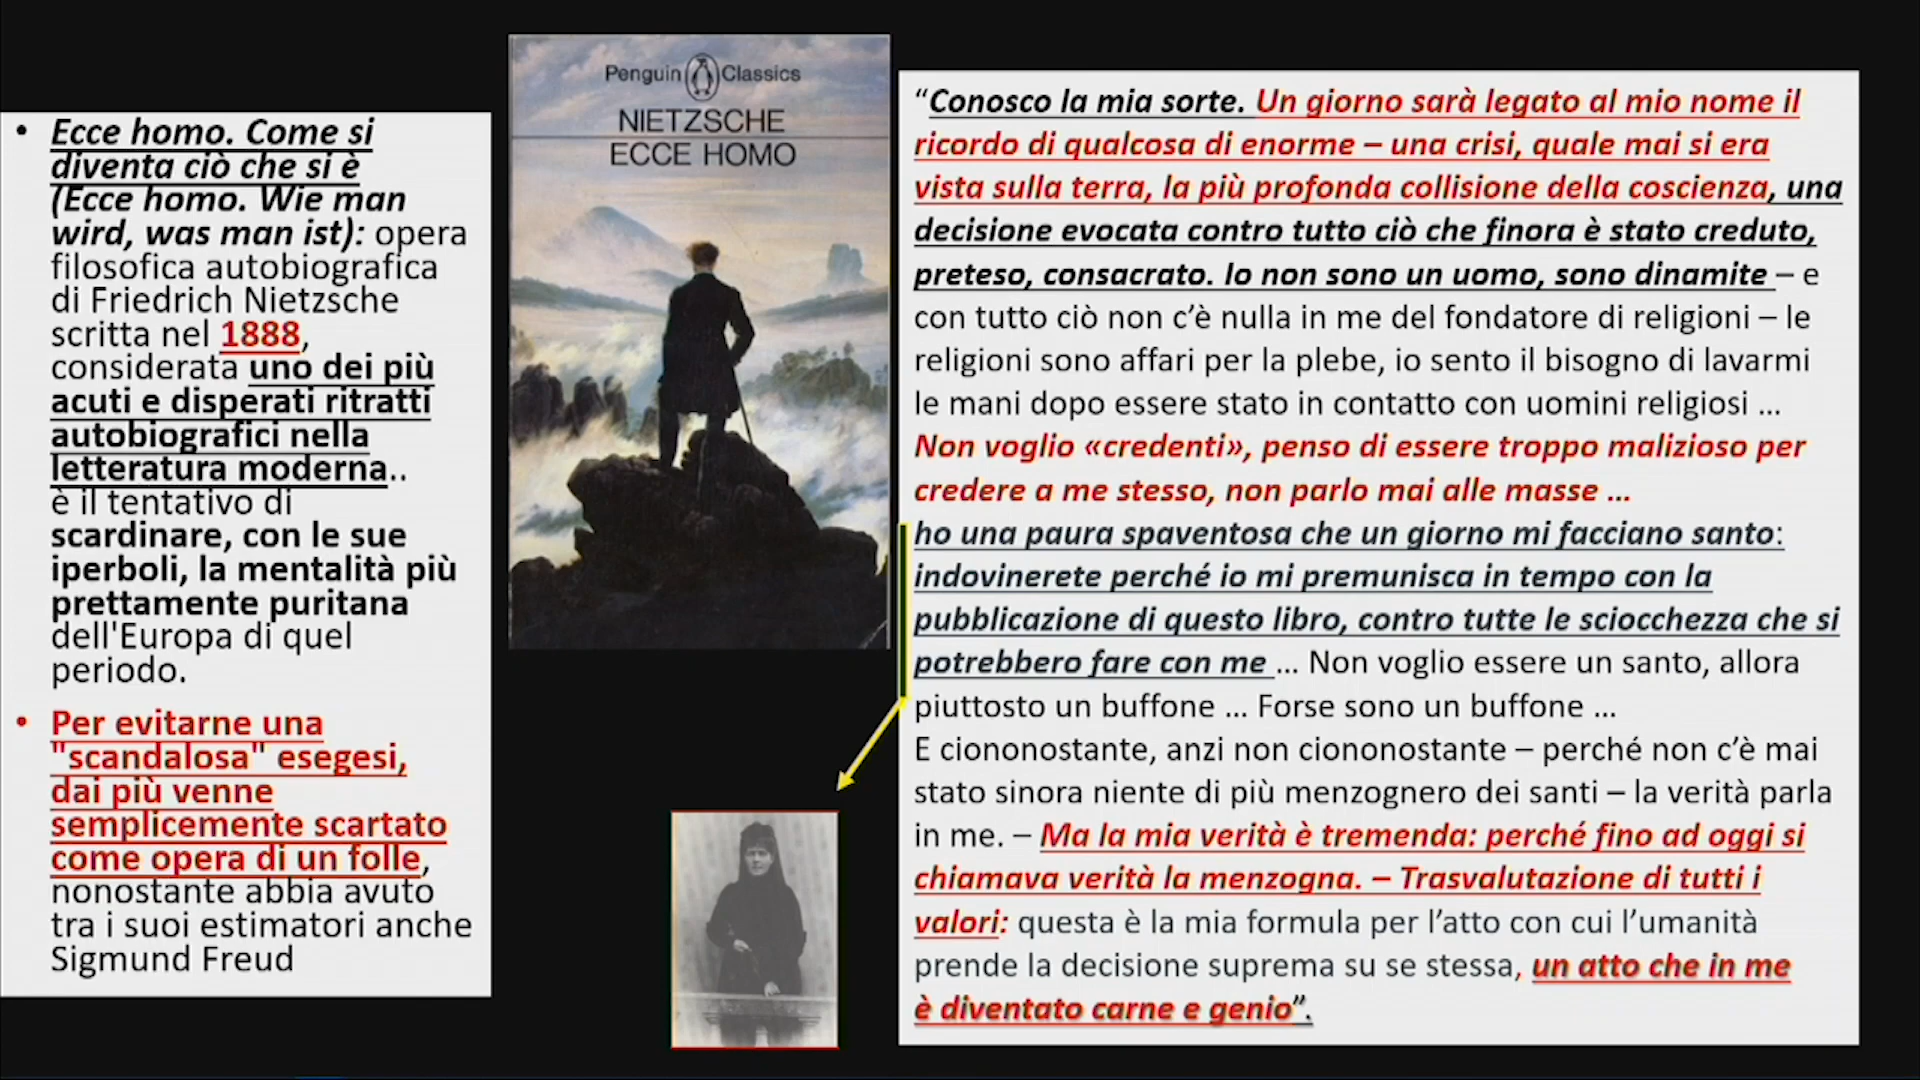 • Ecce homo. Come si
diventa ciò che si è
(Ecce homo. Wie man
wird, was man ist): opera
filosofica autobiografica
di Friedrich Nietzsche
scritta nel 1888,
considerata uno dei più
acuti e disperati ritratti
autobiografici nella
letteratura moderna..
è il tentativo di
scardinare, con le sue
iperboli, la mentalità più
prettamente puritana
dell'Europa di quel
periodo.
• Per evitarne una
"scandalosa" esegesi,
dai più venne
semplicemente scartato
come opera di un folle,
nonostante abbia avuto
tra i suoi estimatori anche
Sigmund Freud
Penguin Classics
NIETZSCHE
ECCE HOMO
“Conosco la mia sorte. Un giorno sarà legato al mio nome il
ricordo di qualcosa di enorme – una crisi, quale mai si era
vista sulla terra, la più profonda collisione della coscienza, una
decisione evocata contro tutto ciò che finora è stato creduto,
preteso, consacrato. Io non sono un uomo, sono dinamite – e
con tutto ciò non c’è nulla in me del fondatore di religioni – le
religioni sono affari per la plebe, io sento il bisogno di lavarmi
le mani dopo essere stato in contatto con uomini religiosi ...
Non voglio «credenti», penso di essere troppo malizioso per
credere a me stesso, non parlo mai alle masse ...
ho una paura spaventosa che un giorno mi facciano santo:
indovinerete perché io mi premunisca in tempo con la
pubblicazione di questo libro, contro tutte le sciocchezza che si
potrebbero fare con me ... Non voglio essere un santo, allora
piuttosto un buffone ... Forse sono un buffone ...
E ciononostante, anzi non ciononostante – perché non c’è mai
stato sinora niente di più menzognero dei santi – la verità parla
in me. – Ma la mia verità è tremenda: perché fino ad oggi si
chiamava verità la menzogna. – Trasvalutazione di tutti i
valori: questa è la mia formula per l’atto con cui l’umanità
prende la decisione suprema su se stessa, un atto che in me
è diventato carne e genio”.